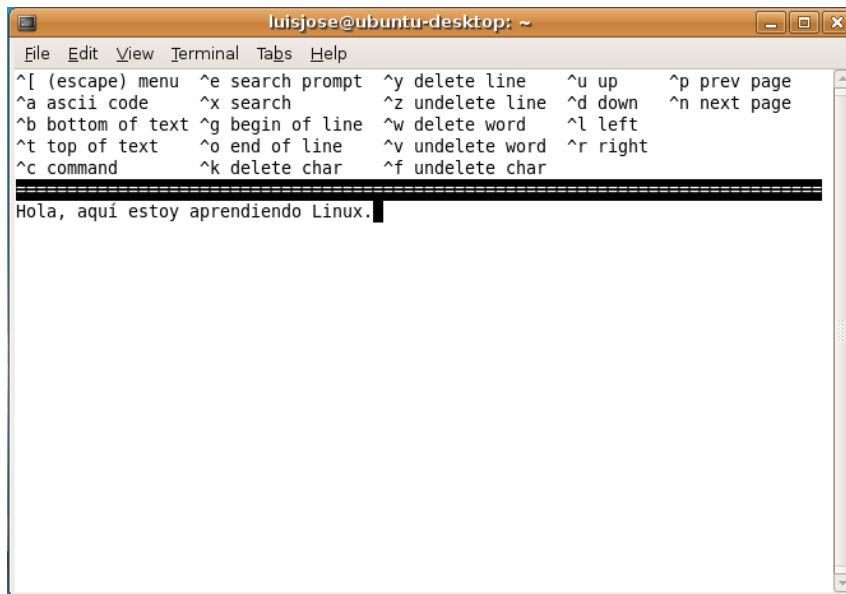 luisjose@ubuntu-desktop: ~
File Edit View Terminal Tabs Help
^[ (escape) menu ^e search prompt ^y delete line ^u up ^p prev page
^a ascii code ^x search ^z undelete line ^d down ^n next page
^b bottom of text ^g begin of line ^w delete word ^l left
^t top of text ^o end of line ^v undelete word ^r right
^c command ^k delete char ^f undelete char
===============================================================================
Hola, aquí estoy aprendiendo Linux.